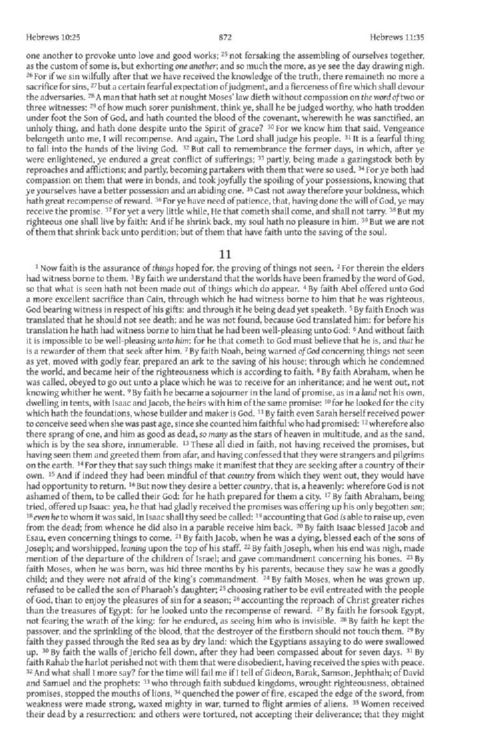 Hebrews 10:25 872 Hebrews 11:35
one another to provoke unto love and good works; 25 not forsaking the assembling of ourselves together,
as the custom of some is, but exhorting one another; and so much the more, as ye see the day drawing nigh.
26 For if we sin wilfully after that we have received the knowledge of the truth, there remaineth no more a
sacrifice for sins, 27 but a certain fearful expectation of judgment, and a fierceness of fire which shall devour
the adversaries. 28 A man that hath set at nought Moses' law dieth without compassion on the word of two or
three witnesses: 29 of how much sorer punishment, think ye, shall he be judged worthy, who hath trodden
under foot the Son of God, and hath counted the blood of the covenant, wherewith he was sanctified, an
unholy thing, and hath done despite unto the Spirit of grace? 30 For we know him that said, Vengeance
belongeth unto me, I will recompense. And again, The Lord shall judge his people. 31 It is a fearful thing
to fall into the hands of the living God. 32 But call to remembrance the former days, in which, after ye
were enlightened, ye endured a great conflict of sufferings; 33 partly, being made a gazingstock both by
reproaches and afflictions; and partly, becoming partakers with them that were so used. 34 For ye both had
compassion on them that were in bonds, and took joyfully the spoiling of your possessions, knowing that
ye yourselves have a better possession and an abiding one. 35 Cast not away therefore your boldness, which
hath great recompense of reward. 36 For ye have need of patience, that, having done the will of God, ye may
receive the promise. 37 For yet a very little while, He that cometh shall come, and shall not tarry. 38 But my
righteous one shall live by faith: And if he shrink back, my soul hath no pleasure in him. 39 But we are not
of them that shrink back unto perdition; but of them that have faith unto the saving of the soul.
11
1 Now faith is the assurance of things hoped for, the proving of things not seen. 2 For therein the elders
had witness borne to them. 3 By faith we understand that the worlds have been framed by the word of God,
so that what is seen hath not been made out of things which do appear. 4 By faith Abel offered unto God
a more excellent sacrifice than Cain, through which he had witness borne to him that he was righteous,
God bearing witness in respect of his gifts: and through it he being dead yet speaketh. 5 By faith Enoch was
translated that he should not see death; and he was not found, because God translated him: for before his
translation he hath had witness borne to him that he had been well-pleasing unto God: 6 And without faith
it is impossible to be well-pleasing unto him: for he that cometh to God must believe that he is, and that he
is a rewarder of them that seek after him. 7 By faith Noah, being warned of God concerning things not seen
as yet, moved with godly fear, prepared an ark to the saving of his house; through which he condemned
the world, and became heir of the righteousness which is according to faith. 8 By faith Abraham, when he
was called, obeyed to go out unto a place which he was to receive for an inheritance; and he went out, not
knowing whither he went. 9 By faith he became a sojourner in the land of promise, as in a land not his own,
dwelling in tents, with Isaac and Jacob, the heirs with him of the same promise: 10 for he looked for the city
which hath the foundations, whose builder and maker is God. 11 By faith even Sarah herself received power
to conceive seed when she was past age, since she counted him faithful who had promised: 12 wherefore also
there sprang of one, and him as good as dead, so many as the stars of heaven in multitude, and as the sand,
which is by the sea shore, innumerable. 13 These all died in faith, not having received the promises, but
having seen them and greeted them from afar, and having confessed that they were strangers and pilgrims
on the earth. 14 For they that say such things make it manifest that they are seeking after a country of their
own. 15 And if indeed they had been mindful of that country from which they went out, they would have
had opportunity to return. 16 But now they desire a better country, that is, a heavenly: wherefore God is not
ashamed of them, to be called their God: for he hath prepared for them a city. 17 By faith Abraham, being
tried, offered up Isaac: yea, he that had gladly received the promises was offering up his only begotten son;
18 even he to whom it was said, In Isaac shall thy seed be called: 19 accounting that God is able to raise up, even
from the dead; from whence he did also in a parable receive him back. 20 By faith Isaac blessed Jacob and
Esau, even concerning things to come. 21 By faith Jacob, when he was a dying, blessed each of the sons of
Joseph; and worshipped, leaning upon the top of his staff. 22 By faith Joseph, when his end was nigh, made
mention of the departure of the children of Israel; and gave commandment concerning his bones. 23 By
faith Moses, when he was born, was hid three months by his parents, because they saw he was a goodly
child; and they were not afraid of the king's commandment. 24 By faith Moses, when he was grown up,
refused to be called the son of Pharaoh's daughter; 25 choosing rather to be evil entreated with the people
of God, than to enjoy the pleasures of sin for a season; 26 accounting the reproach of Christ greater riches
than the treasures of Egypt: for he looked unto the recompense of reward. 27 By faith he forsook Egypt,
not fearing the wrath of the king: for he endured, as seeing him who is invisible. 28 By faith he kept the
passover, and the sprinkling of the blood, that the destroyer of the firstborn should not touch them. 29 By
faith they passed through the Red sea as by dry land: which the Egyptians assaying to do were swallowed
up. 30 By faith the walls of Jericho fell down, after they had been compassed about for seven days. 31 By
faith Rahab the harlot perished not with them that were disobedient, having received the spies with peace.
32 And what shall I more say? for the time will fail me if I tell of Gideon, Barak, Samson, Jephthah; of David
and Samuel and the prophets: 33 who through faith subdued kingdoms, wrought righteousness, obtained
promises, stopped the mouths of lions, 34 quenched the power of fire, escaped the edge of the sword, from
weakness were made strong, waxed mighty in war, turned to flight armies of aliens. 35 Women received
their dead by a resurrection: and others were tortured, not accepting their deliverance; that they might